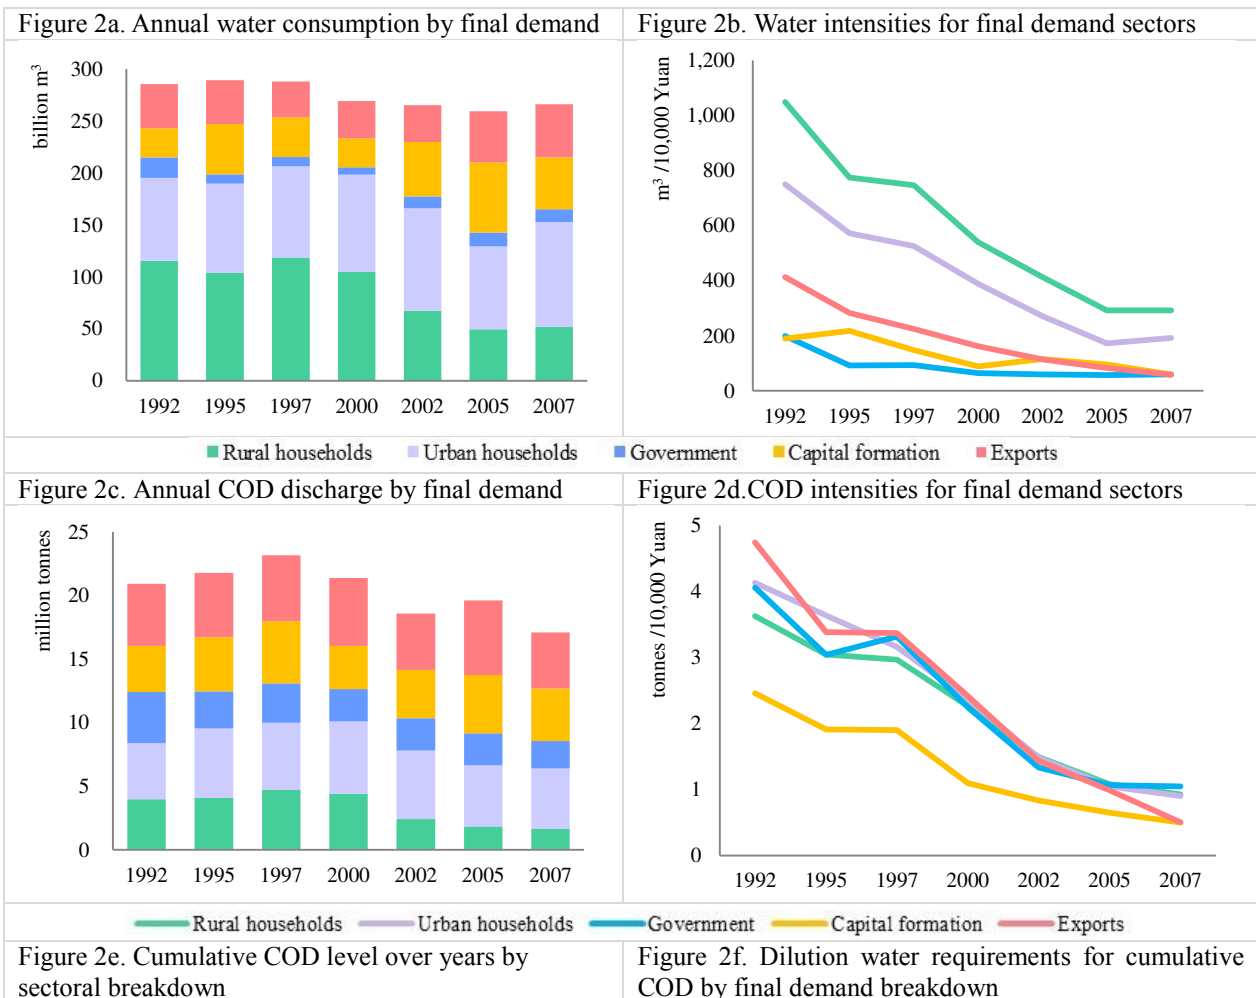 Figure 2a. Annual water consumption by final demand
billion m³
300
250
200
150
100
50
0
1992 1995 1997 2000 2002 2005 2007
Figure 2b. Water intensities for final demand sectors
m³ /10,000 Yuan
1,200
1,000
800
600
400
200
0
1992 1995 1997 2000 2002 2005 2007
Rural households Urban households Government Capital formation Exports
Figure 2c. Annual COD discharge by final demand
million tonnes
25
20
15
10
5
0
1992 1995 1997 2000 2002 2005 2007
Figure 2d.COD intensities for final demand sectors
tonnes /10,000 Yuan
5
4
3
2
1
0
1992 1995 1997 2000 2002 2005 2007
Rural households Urban households Government Capital formation Exports
Figure 2e. Cumulative COD level over years by
sectoral breakdown
Figure 2f. Dilution water requirements for cumulative
COD by final demand breakdown